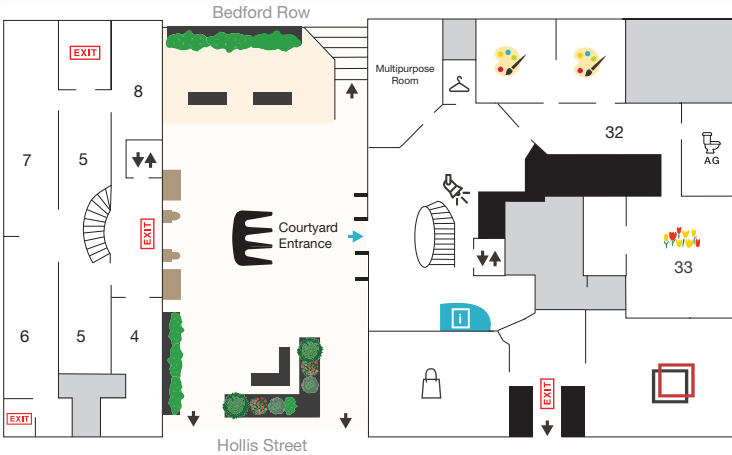 Bedford Row
EXIT
8
Multipurpose
Room
32
AG
7
5
EXIT
Courtyard
Entrance
33
i
6
5
4
EXIT
EXIT
Hollis Street